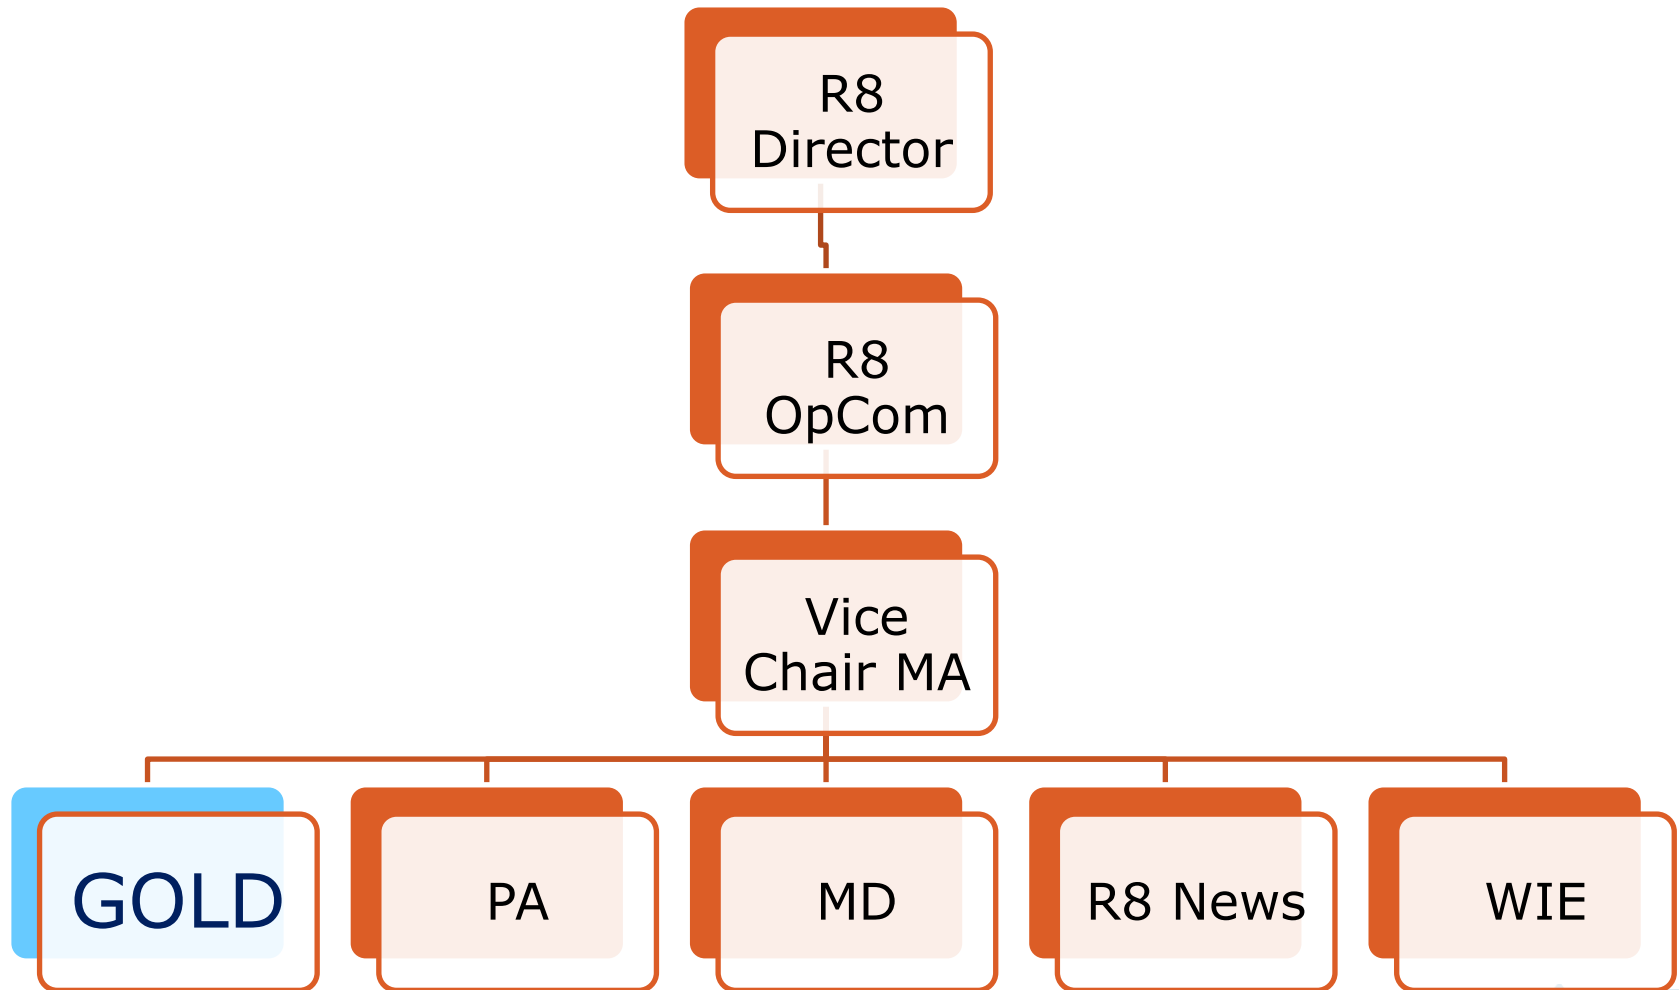 R8
Director
R8
OpCom
Vice
Chair MA
GOLD
PA
MD
R8 News
WIE